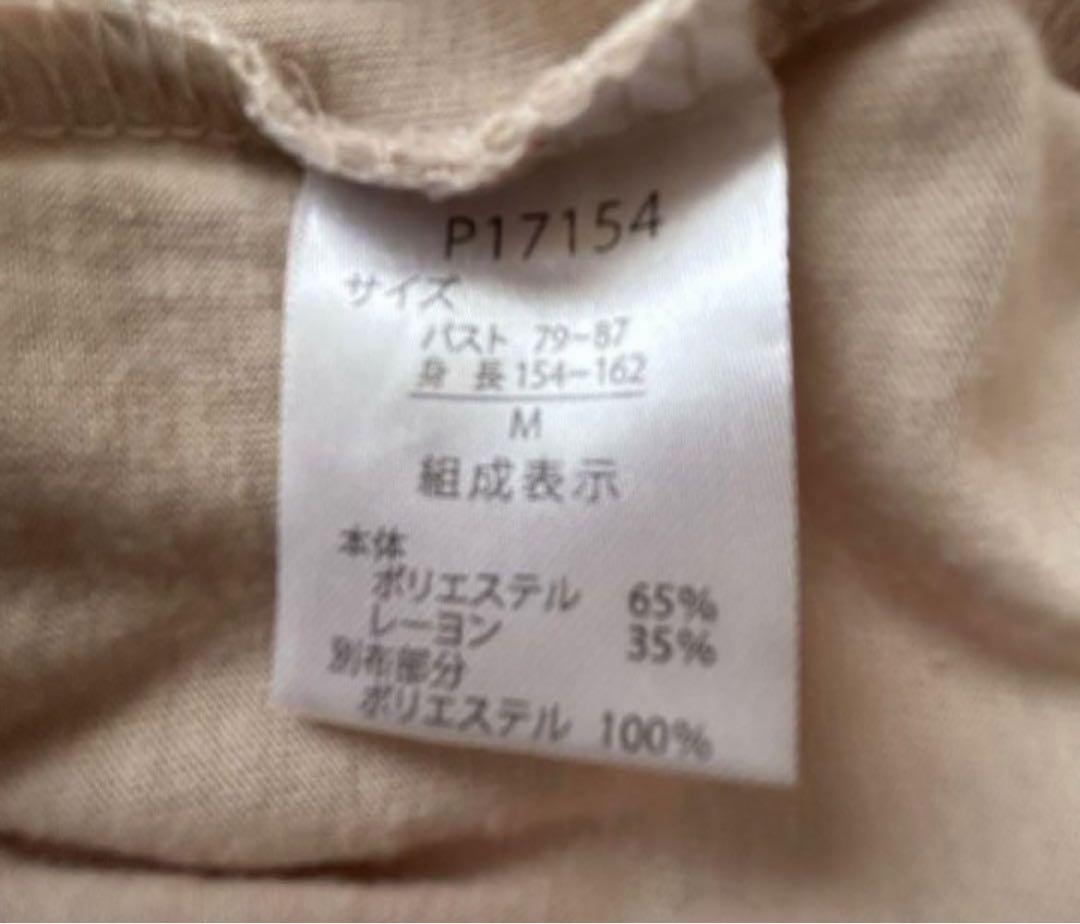 P17154
サイズ
バスト 79-87
身 長 154-162
M
組成表示
本体
ポリエステル 65%
レーヨン 35%
別布部分
ポリエステル 100%